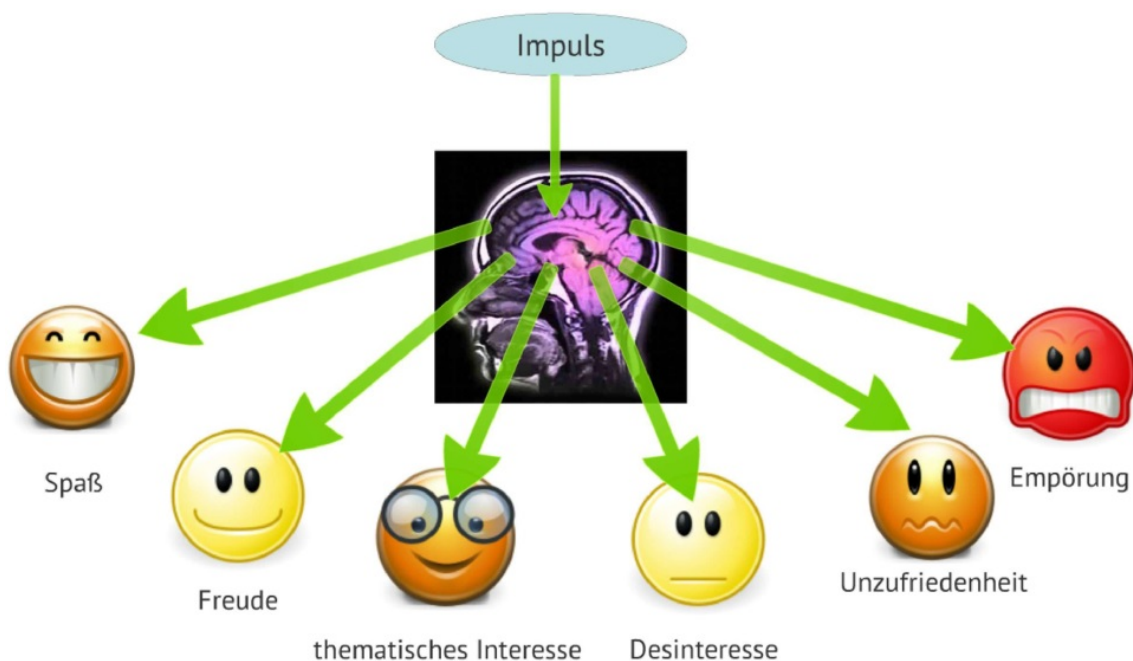 Impuls
Spaß
Freude
thematisches Interesse
Desinteresse
Unzufriedenheit
Empörung